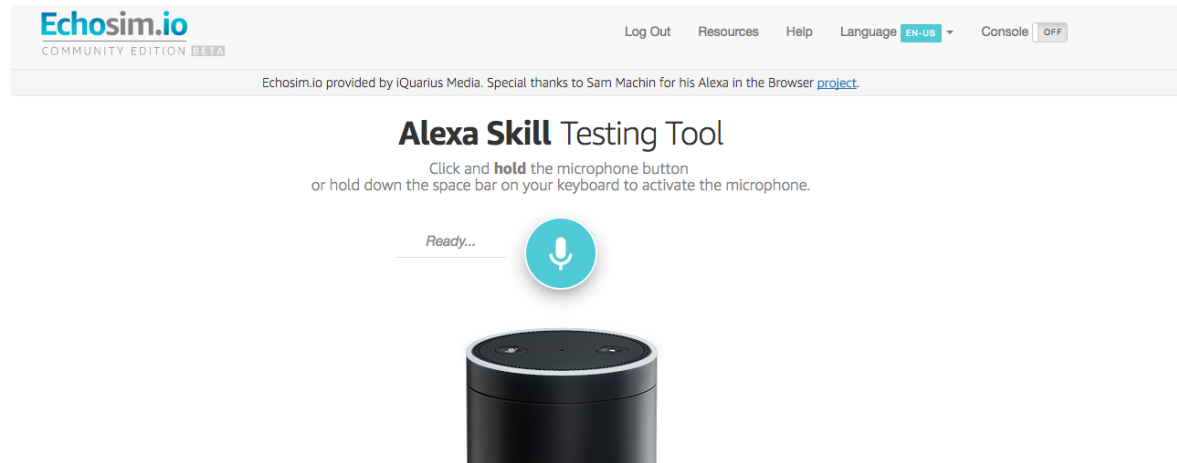 Echosim.io
COMMUNITY EDITION BETA
Log Out Resources Help Language EN-US Console OFF
Echosim.io provided by iQuarius Media. Special thanks to Sam Machin for his Alexa in the Browser project.
Alexa Skill Testing Tool
Click and hold the microphone button
or hold down the space bar on your keyboard to activate the microphone.
Ready...